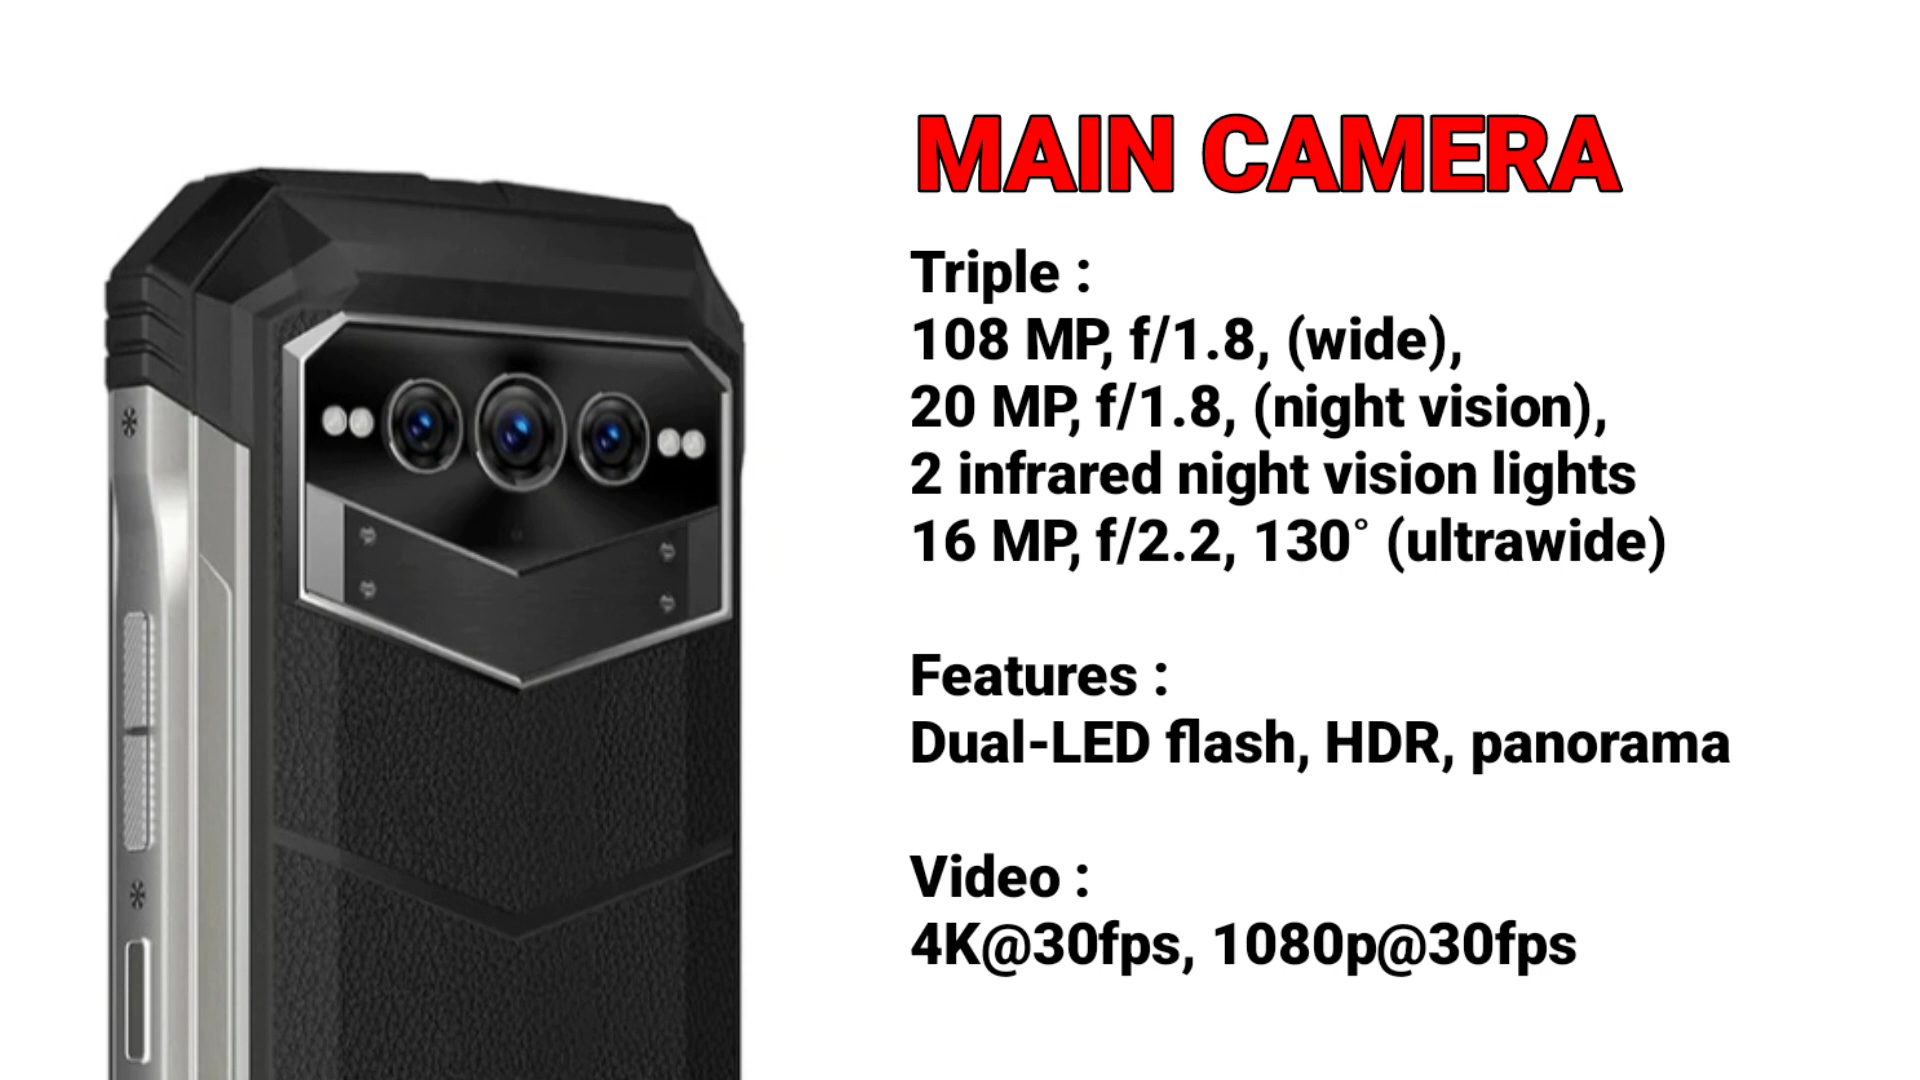 MAIN CAMERA
Triple :
108 MP, f/1.8, (wide),
20 MP, f/1.8, (night vision),
2 infrared night vision lights
16 MP, f/2.2, 130° (ultrawide)
Features :
Dual-LED flash, HDR, panorama
Video :
4K@30fps, 1080p@30fps